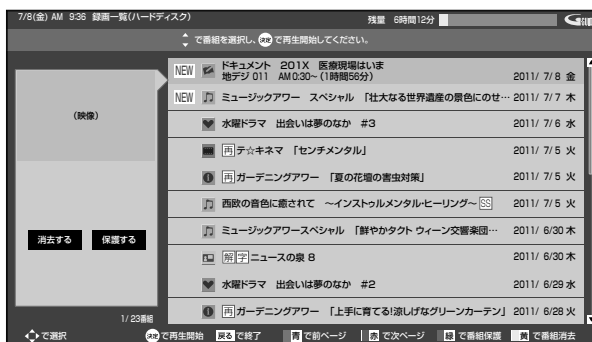 7/8(金) AM 9:36 録画一覧(ハードディスク) 残量 6時間12分
で番組を選択し、決定で再生開始してください。
NEW ドキュメント 201X 医療現場はいま
地デジ 011 AM0:30~(1時間56分) 2011/ 7/ 8 金
NEW ミュージックアワー スペシャル 「壮大なる世界遺産の景色にのせ… 2011/ 7/ 7 木
(映像)
水曜ドラマ 出会いは夢のなか #3 2011/ 7/ 6 水
再 テ☆キネマ 「センチメンタル」 2011/ 7/ 5 火
再 ガーデニングアワー 「夏の花壇の害虫対策」 2011/ 7/ 5 火
西欧の音色に癒されて ~インストゥルメンタル・ヒーリング~ SS 2011/ 7/ 5 火
消去する 保護する
ミュージックアワースペシャル 「鮮やかタクト ウィーン交響楽団… 2011/ 6/30 木
解 字 ニュースの泉 8 2011/ 6/30 木
水曜ドラマ 出会いは夢のなか #2 2011/ 6/29 水
再 ガーデニングアワー 「上手に育てる!涼しげなグリーンカーテン」 2011/ 6/28 火
1/ 23番組
で選択 決定で再生開始 戻るで終了 青で前ページ 赤で次ページ 緑で番組保護 黄で番組消去